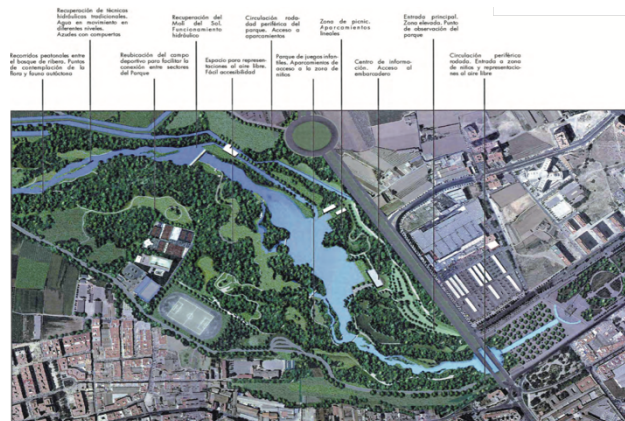 Recuperación de técnicas
hidráulicas tradicionales.
Agua en movimiento en
diferentes niveles.
Azudes con compuertas
Recuperación del
Molí del Sol.
Funcionamiento
hidráulico
Circulación roda-
dad periférica del
parque. Acceso a
aparcamientos
Zona de picnic.
Aparcamientos
lineales
Entrada principal.
Zona elevada. Punto
de observación del
parque
Recorridos peatonales entre
el bosque de ribera. Puntos
de contemplación de la
flora y fauna autóctona
Reubicación del campo
deportivo para facilitar la
conexión entre sectores
del Parque
Espacio para represen-
taciones al aire libre.
Fácil accesibilidad
Parque de juegos infan-
tiles. Aparcamientos de
acceso a la zona de
niños
Centro de informa-
ción. Acceso al
embarcadero
Circulación periférica
rodada. Entrada a zona
de niños y representacio-
nes al aire libre